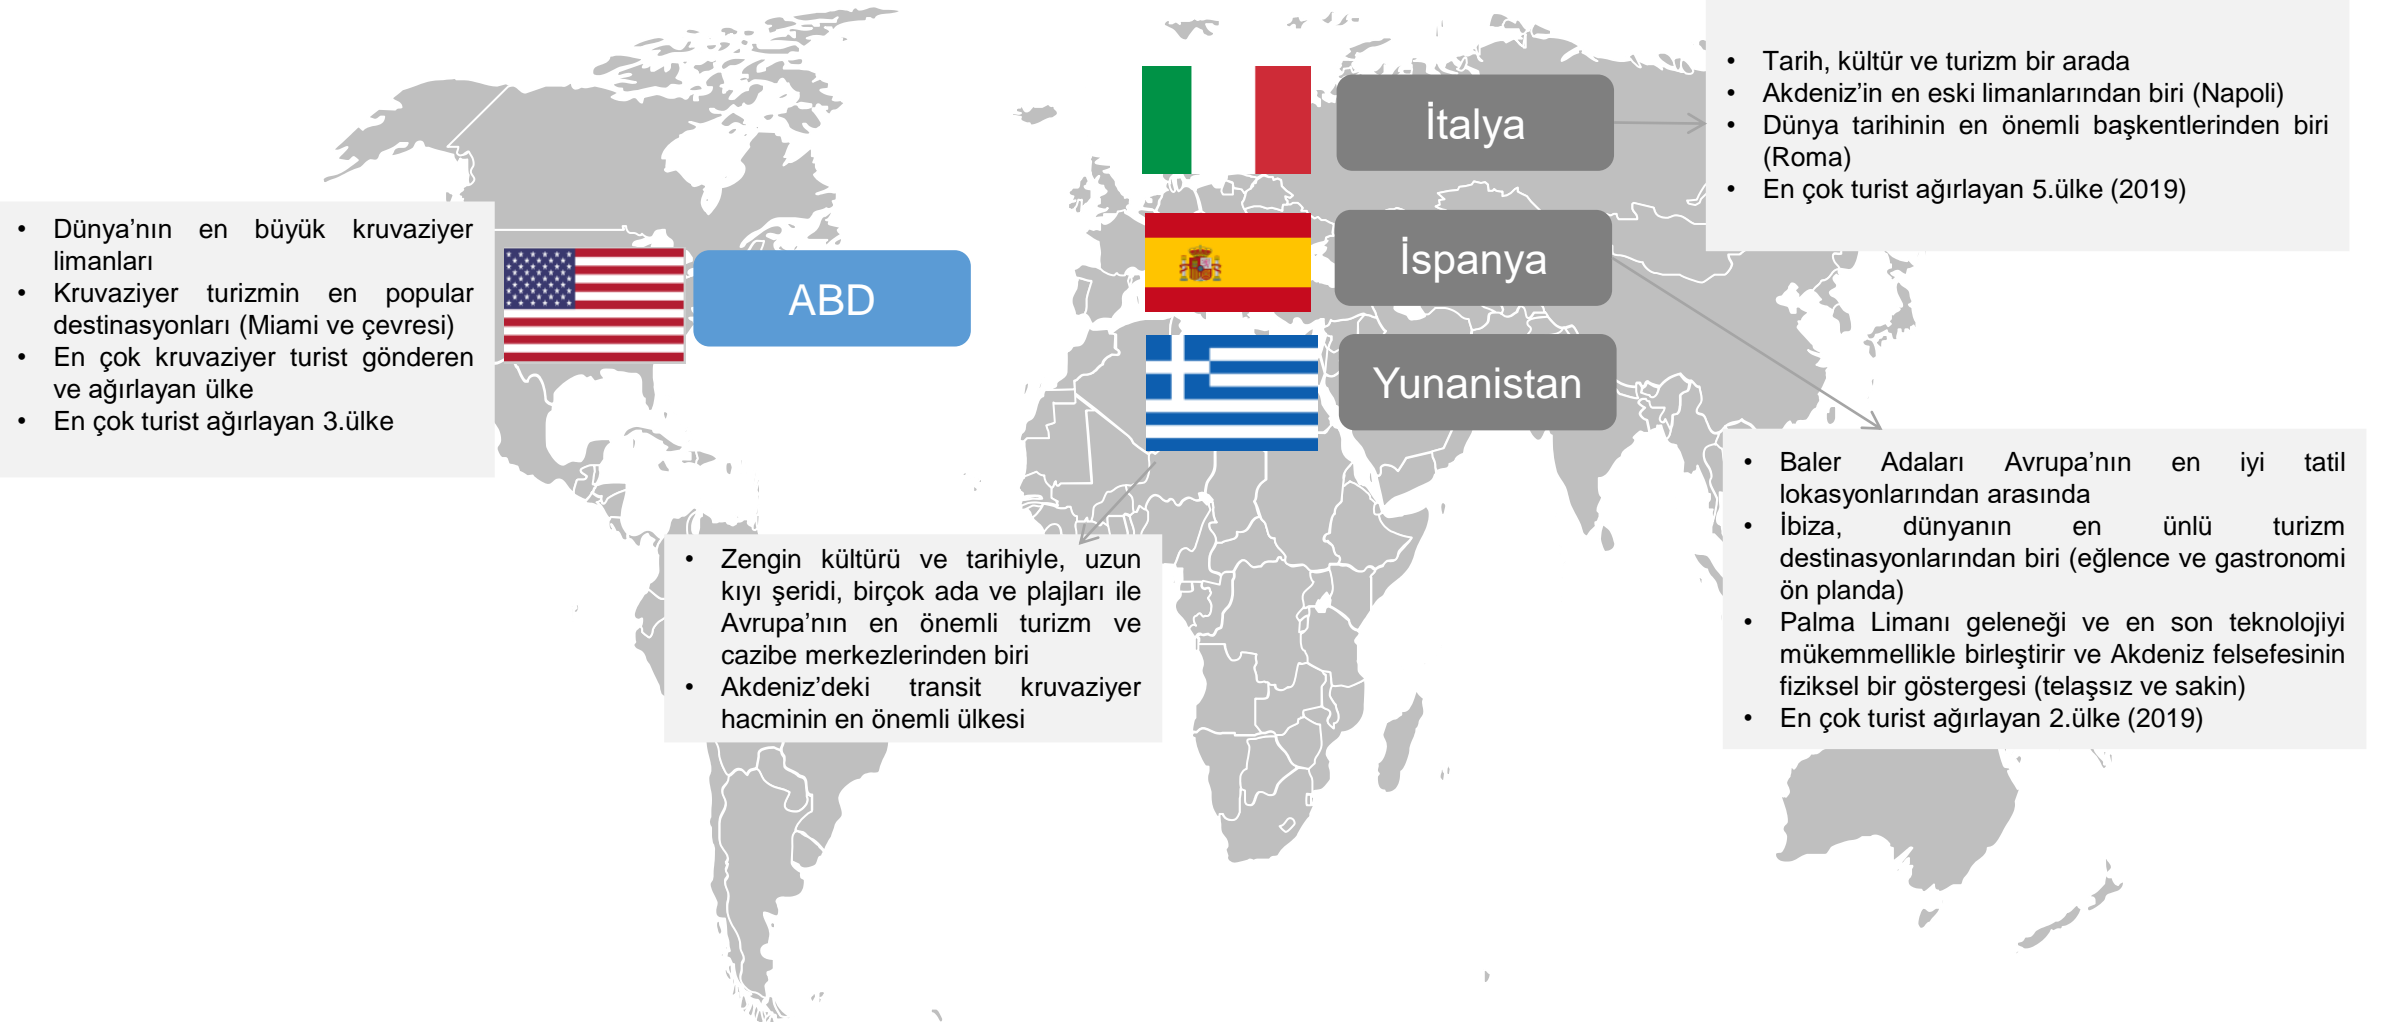 • Tarih, kültür ve turizm bir arada
• Akdeniz’in en eski limanlarından biri (Napoli)
• Dünya tarihinin en önemli başkentlerinden biri
(Roma)
• En çok turist ağırlayan 5.ülke (2019)
İtalya
• Dünya’nın en büyük kruvaziyer
limanları
• Kruvaziyer turizmin en popular
destinasyonları (Miami ve çevresi)
• En çok kruvaziyer turist gönderen
ve ağırlayan ülke
• En çok turist ağırlayan 3.ülke
ABD
İspanya
Yunanistan
• Baler Adaları Avrupa’nın en iyi tatil
lokasyonlarından arasında
• İbiza, dünyanın en ünlü turizm
destinasyonlarından biri (eğlence ve gastronomi
ön planda)
• Palma Limanı geleneği ve en son teknolojiyi
mükemmellikle birleştirir ve Akdeniz felsefesinin
fiziksel bir göstergesi (telaşsız ve sakin)
• En çok turist ağırlayan 2.ülke (2019)
• Zengin kültürü ve tarihiyle, uzun
kıyı şeridi, birçok ada ve plajları ile
Avrupa’nın en önemli turizm ve
cazibe merkezlerinden biri
• Akdeniz’deki transit kruvaziyer
hacminin en önemli ülkesi